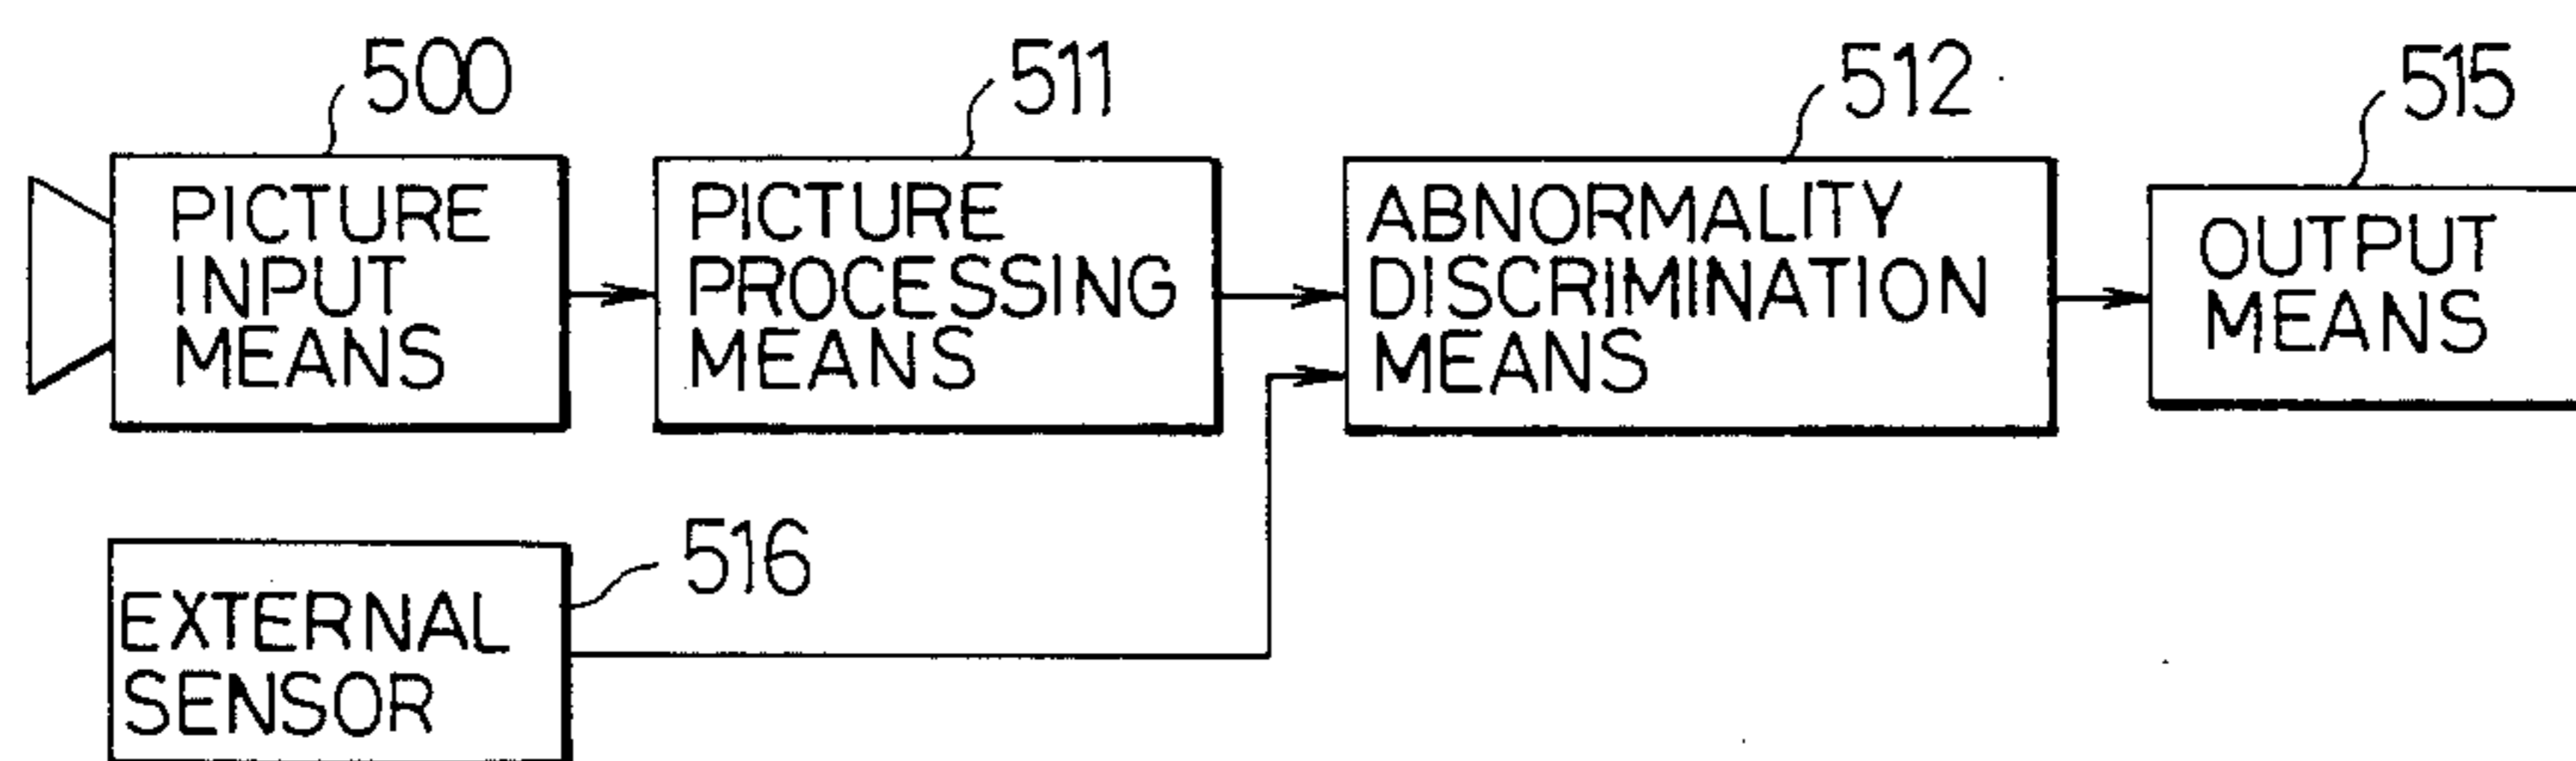 500
511
512
515
PICTURE
INPUT
MEANS
PICTURE
PROCESSING
MEANS
ABNORMALITY
DISCRIMINATION
MEANS
OUTPUT
MEANS
516
EXTERNAL
SENSOR